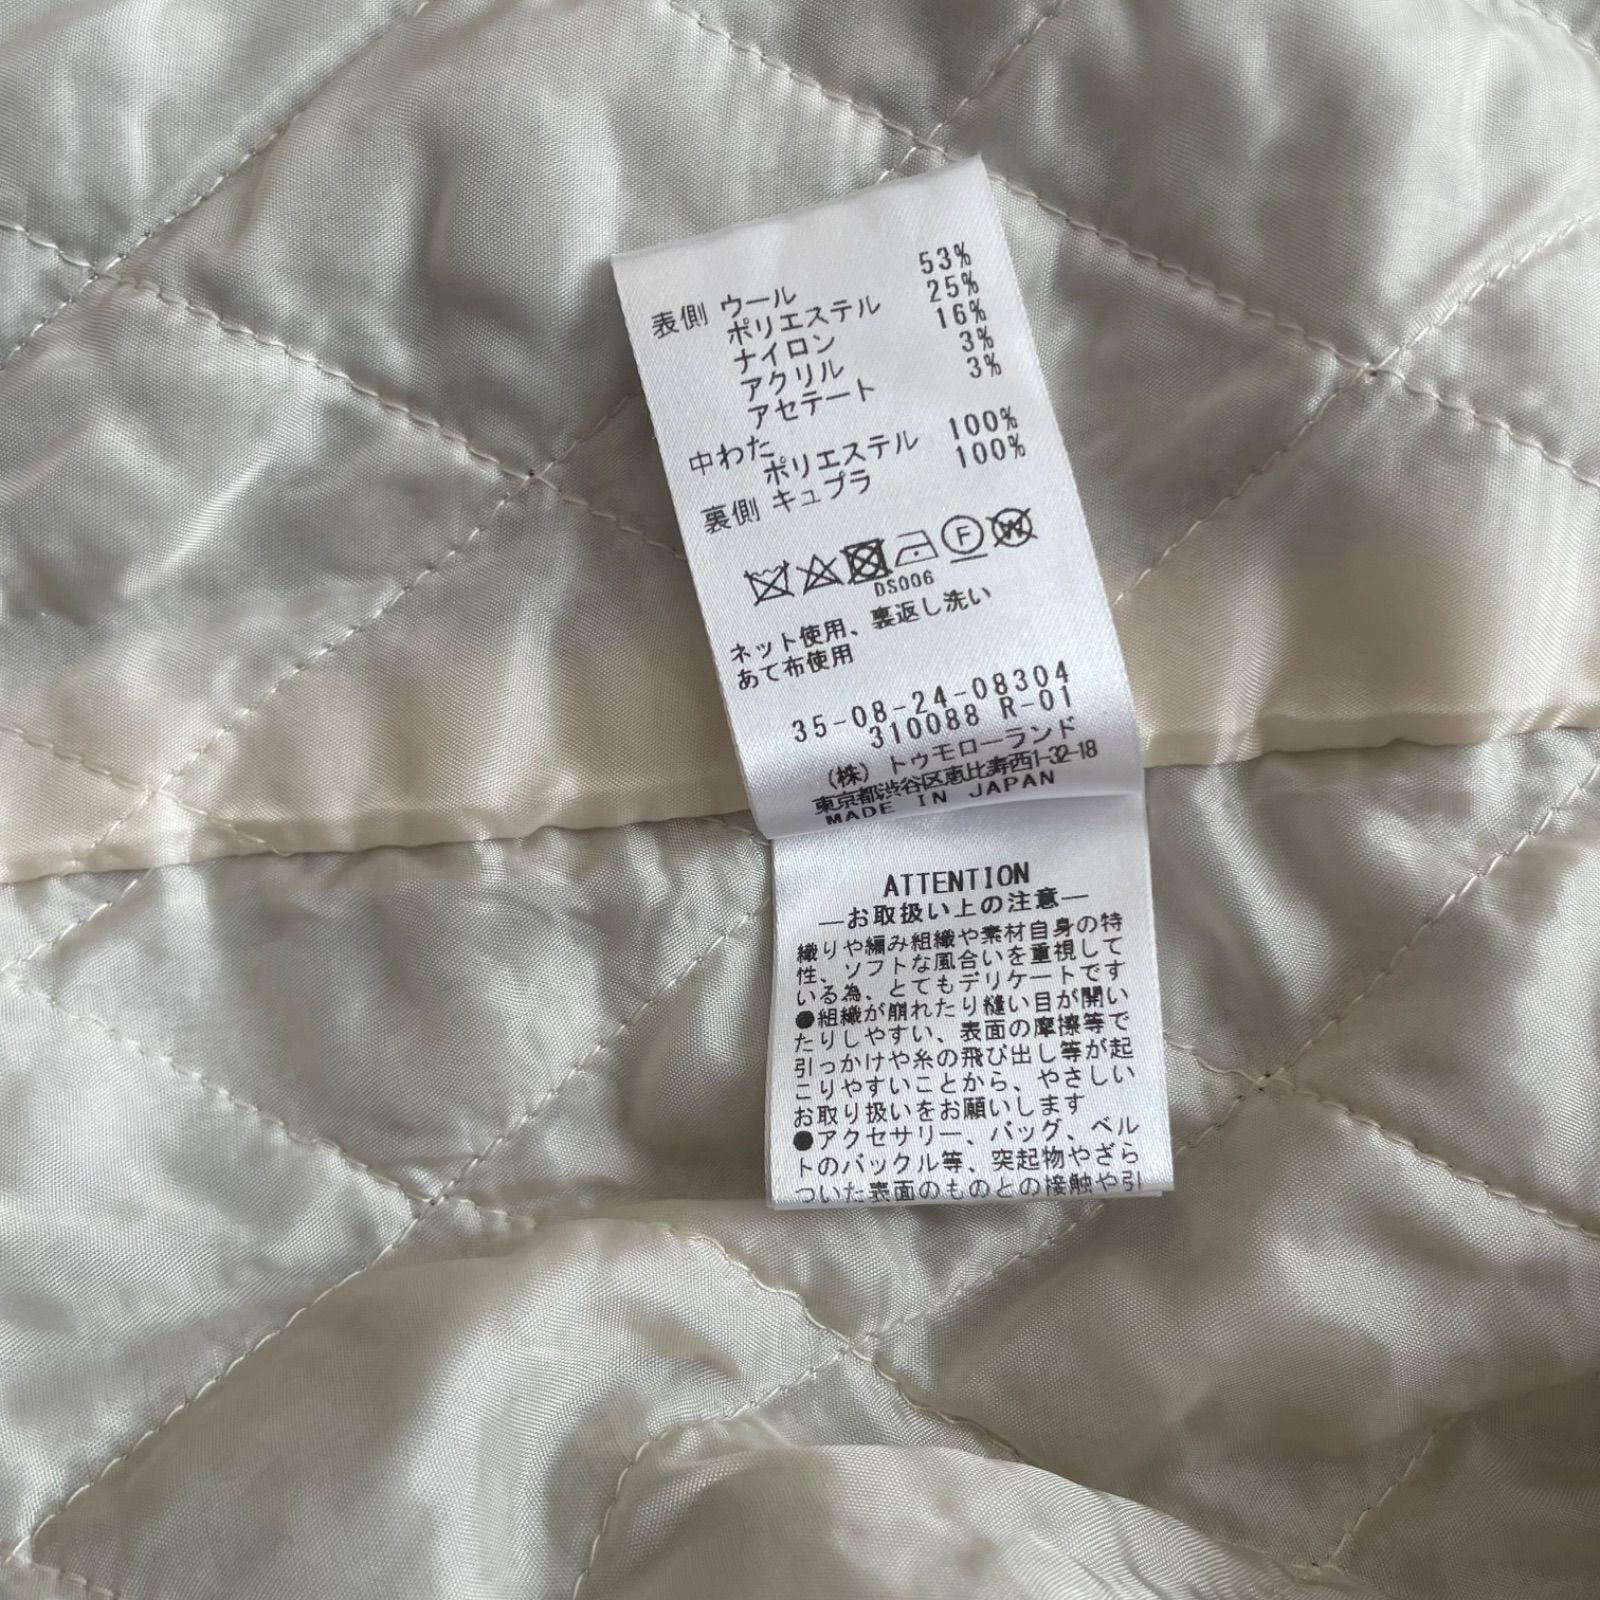 表側 ウール 53%
ポリエステル 25%
ナイロン 16%
アクリル 3%
アセテート 3%
中わた
ポリエステル 100%
裏側 キュプラ 100%
F W
DS006
ネット使用、裏返し洗い
あて布使用
35-08-24-08304
310088 R-01
(株) トゥモローランド
東京都渋谷区恵比寿西1-32-18
MADE IN JAPAN
ATTENTION
―お取扱い上の注意―
織りや編み組織や素材自身の特
性、ソフトな風合いを重視して
いる為、とてもデリケートです
●組織が崩れたり縫い目が開い
たりしやすい、表面の摩擦等で
引っかけや糸の飛び出し等が起
こりやすいことから、やさしい
お取り扱いをお願いします
●アクセサリー、バッグ、ベル
トのバックル等、突起物やざら
ついた表面のものとの接触や引